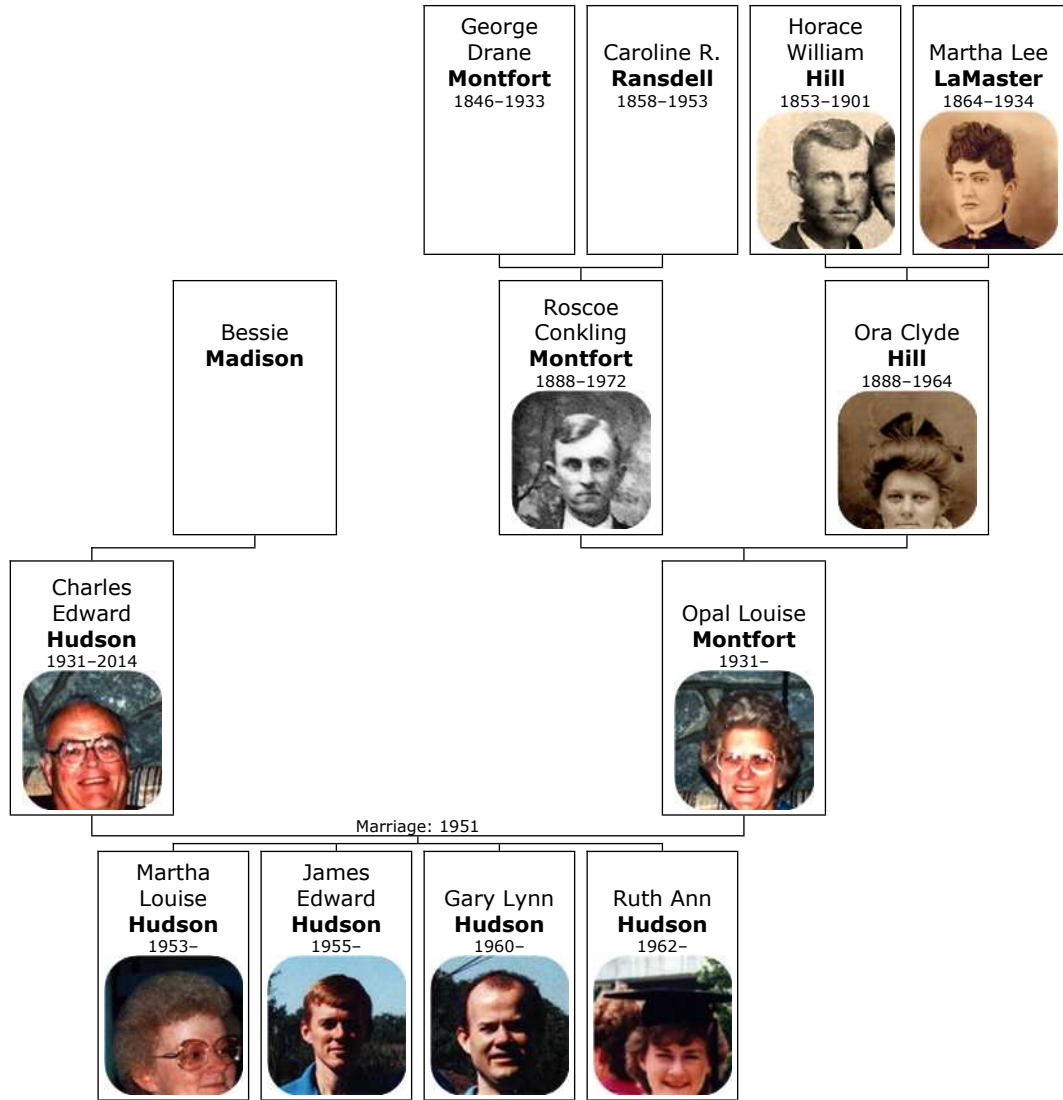 George
Drane
Montfort
1846–1933
Caroline R.
Ransdell
1858–1953
Horace
William
Hill
1853–1901
Martha Lee
LaMaster
1864–1934
Bessie
Madison
Roscoe
Conkling
Montfort
1888–1972
Ora Clyde
Hill
1888–1964
Charles
Edward
Hudson
1931–2014
Opal Louise
Montfort
1931–
Marriage: 1951
Martha
Louise
Hudson
1953–
James
Edward
Hudson
1955–
Gary Lynn
Hudson
1960–
Ruth Ann
Hudson
1962–